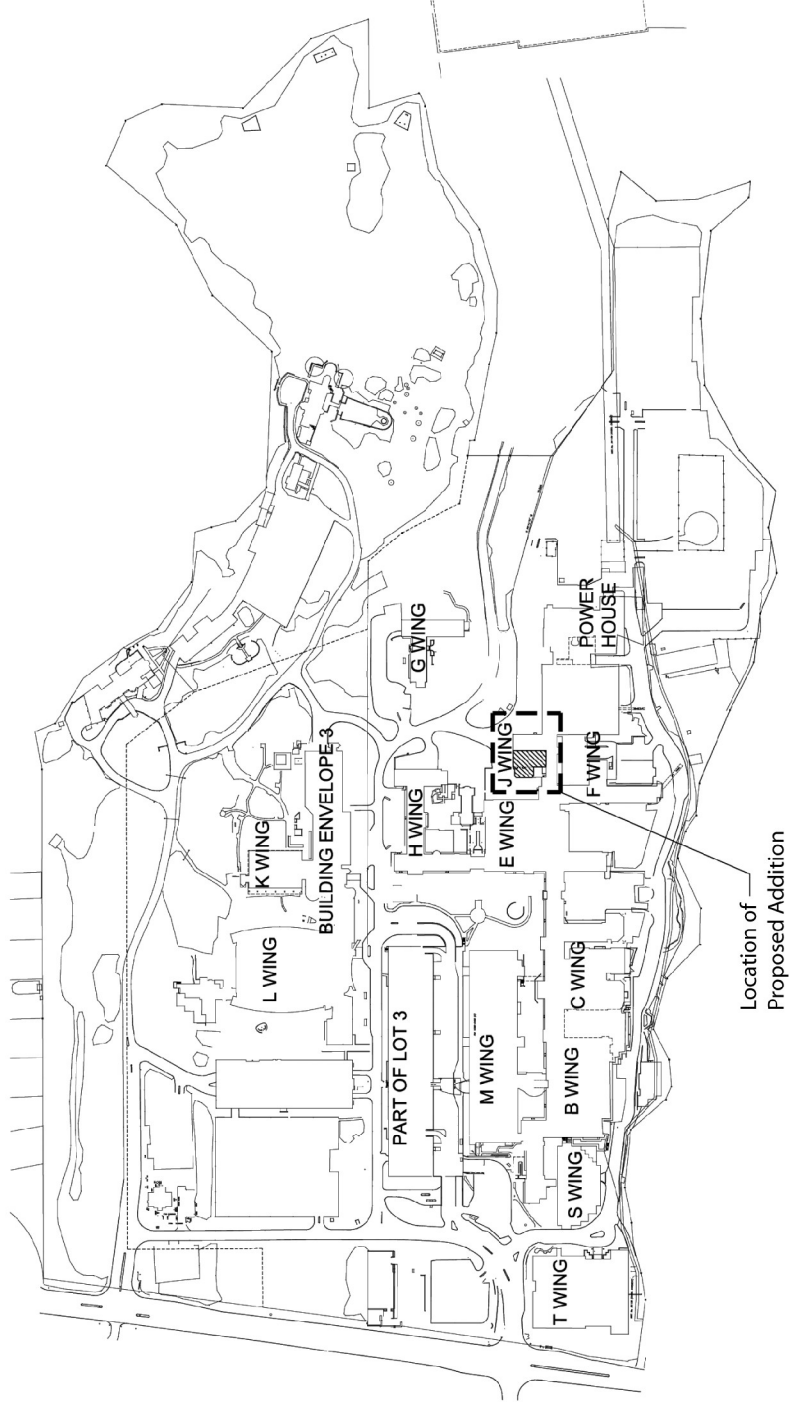 G WING
POWER
HOUSE
BUILDING ENVELOPE 3
J WING
F WING
K WING
H WING
E WING
L WING
PART OF LOT 3
M WING
C WING
B WING
S WING
T WING
Location of
Proposed Addition